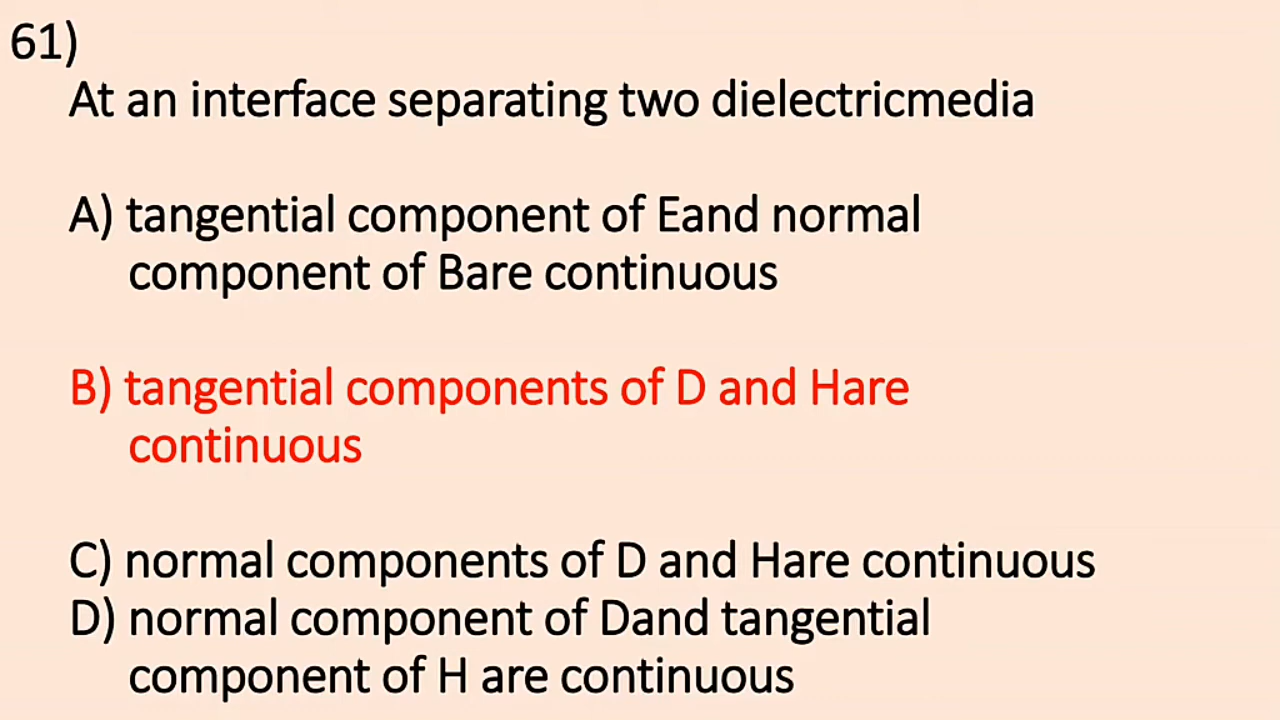 61)
At an interface separating two dielectricmedia
A) tangential component of Eand normal
component of Bare continuous
B) tangential components of D and Hare
continuous
C) normal components of D and Hare continuous
D) normal component of Dand tangential
component of H are continuous